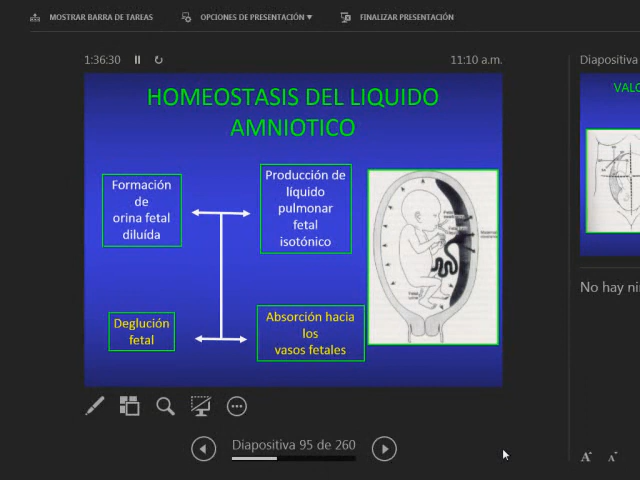 MOSTRAR BARRA DE TAREAS
OPCIONES DE PRESENTACIÓN ▼
FINALIZAR PRESENTACIÓN
1:36:30
11:10 a.m.
HOMEOSTASIS DEL LIQUIDO
AMNIOTICO
Formación
de
orina fetal
diluída
Producción de
líquido
pulmonar
fetal
isotónico
Deglución
fetal
Absorción hacia
los
vasos fetales
Diapositiva 95 de 260
Diapositiva
VALO
No hay nin
A
A